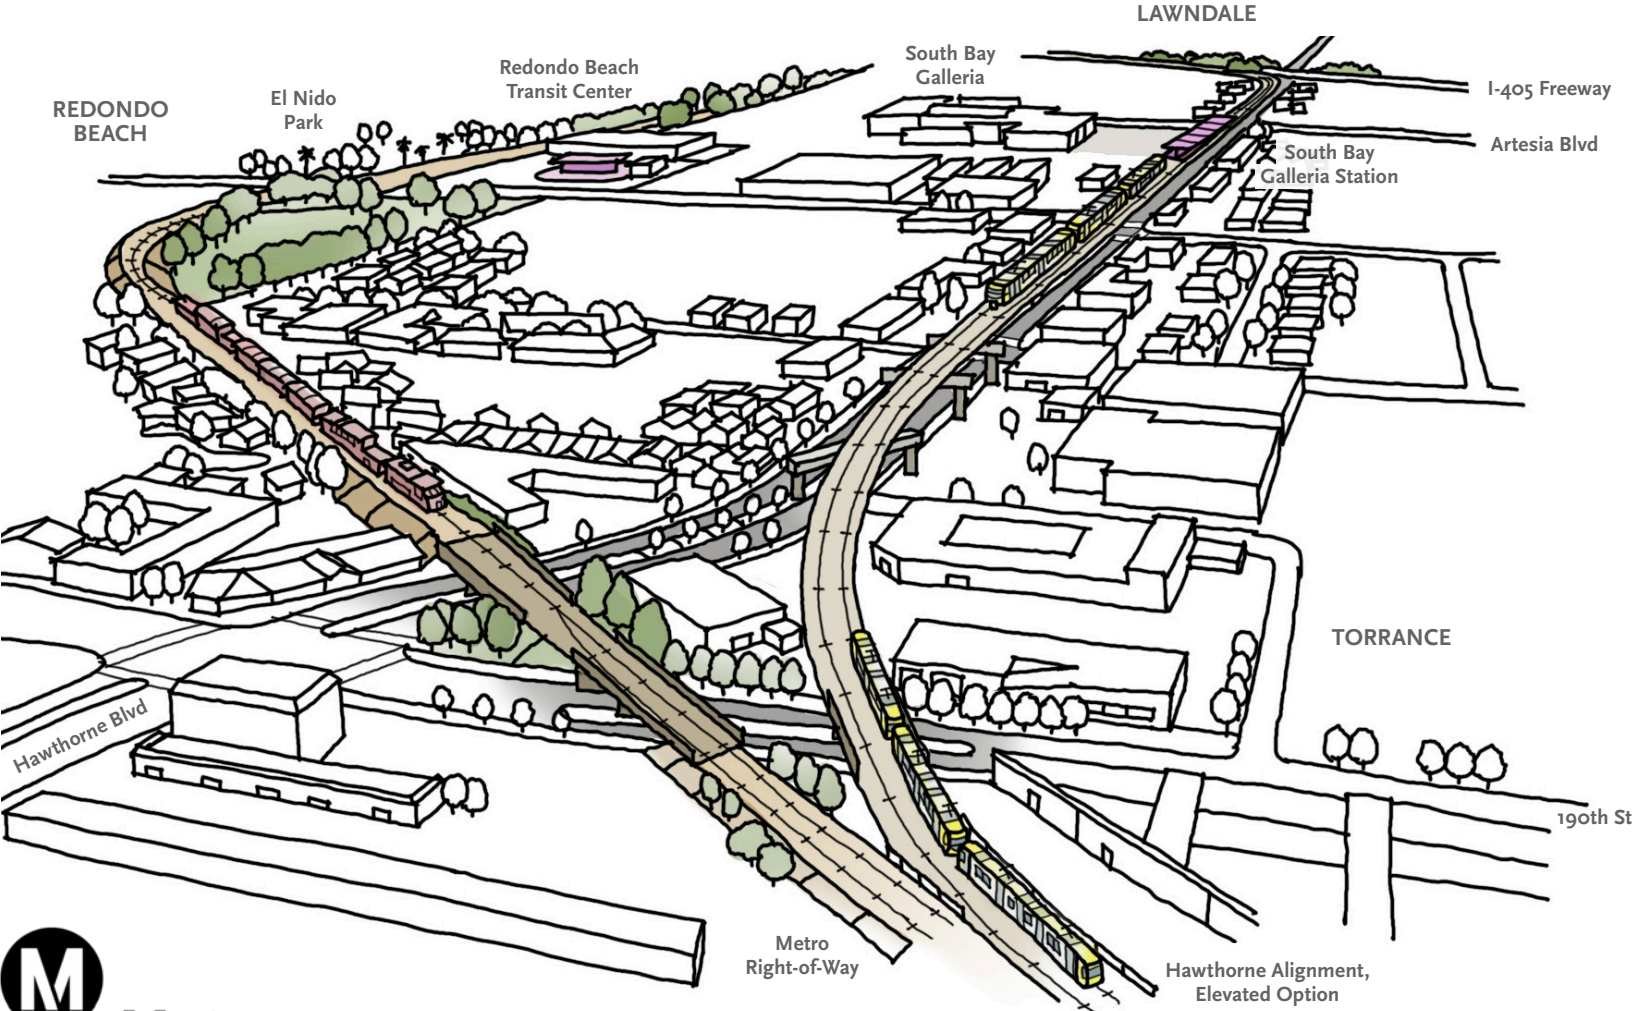 LAWNDALE
South Bay
Galleria
Redondo Beach
Transit Center
El Nido
Park
REDONDO
BEACH
I-405 Freeway
Artesia Blvd
South Bay
Galleria Station
TORRANCE
Hawthorne Blvd
190th St
Metro
Right-of-Way
Hawthorne Alignment,
Elevated Option
M